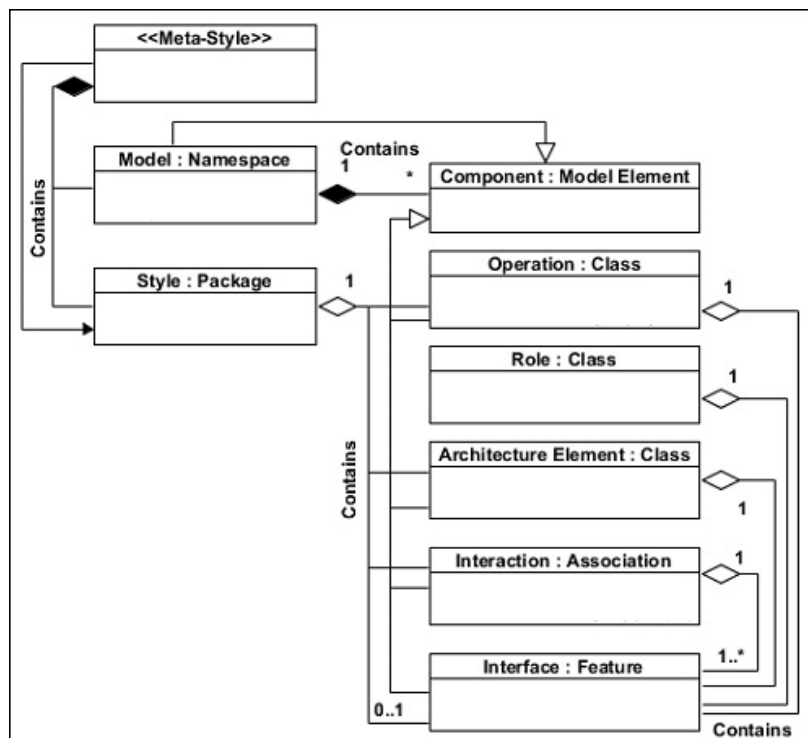 <<Meta-Style>>
Model : Namespace
1
Contains
*
Component : Model Element
Contains
Style : Package
1
Operation : Class
1
Role : Class
1
Contains
Architecture Element : Class
1
Interaction : Association
1
1..*
Interface : Feature
0..1
Contains